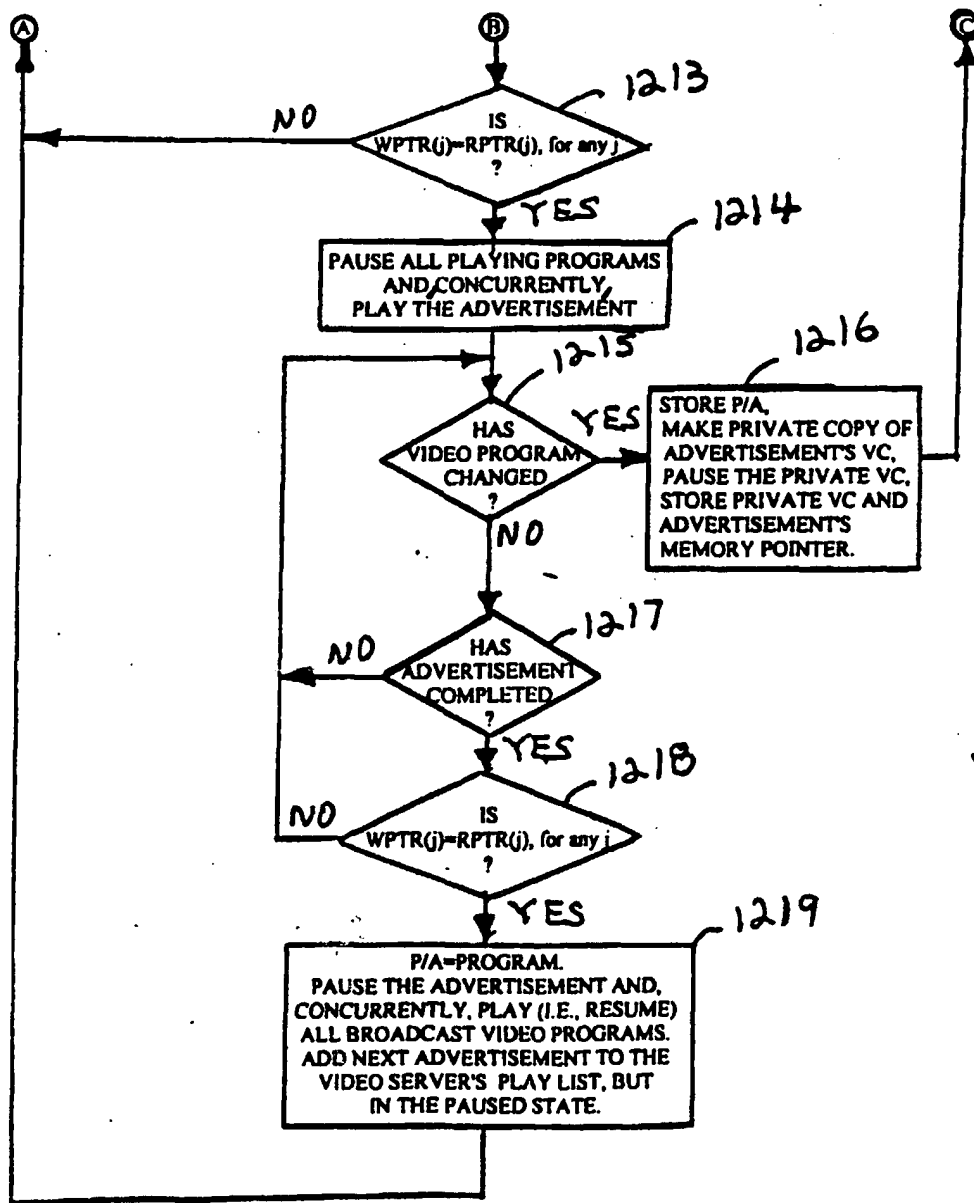 A
B
C
1213
NO
IS
WPTR(j)=RPTR(j), for any j
?
YES
1214
PAUSE ALL PLAYING PROGRAMS
AND, CONCURRENTLY,
PLAY THE ADVERTISEMENT
1215
1216
HAS
VIDEO PROGRAM
CHANGED
?
YES
STORE P/A,
MAKE PRIVATE COPY OF
ADVERTISEMENT'S VC,
PAUSE THE PRIVATE VC,
STORE PRIVATE VC AND
ADVERTISEMENT'S
MEMORY POINTER.
NO
1217
NO
HAS
ADVERTISEMENT
COMPLETED
?
YES
1218
NO
IS
WPTR(j)=RPTR(j), for any j
?
YES
1219
P/A=PROGRAM.
PAUSE THE ADVERTISEMENT AND,
CONCURRENTLY, PLAY (I.E., RESUME)
ALL BROADCAST VIDEO PROGRAMS.
ADD NEXT ADVERTISEMENT TO THE
VIDEO SERVER'S PLAY LIST, BUT
IN THE PAUSED STATE.